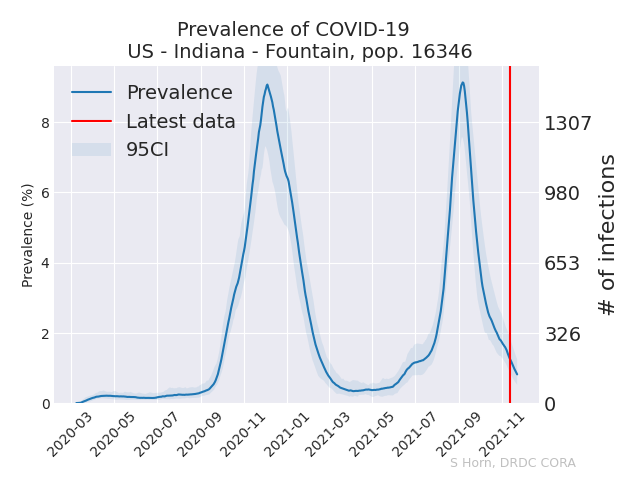 Prevalence of COVID-19
US - Indiana - Fountain, pop. 16346
Prevalence
Latest data
95CI
Prevalence (%)
8
6
4
2
0
1307
980
653
326
0
# of infections
2020-03
2020-05
2020-07
2020-09
2020-11
2021-01
2021-03
2021-05
2021-07
2021-09
2021-11
S Horn, DRDC CORA